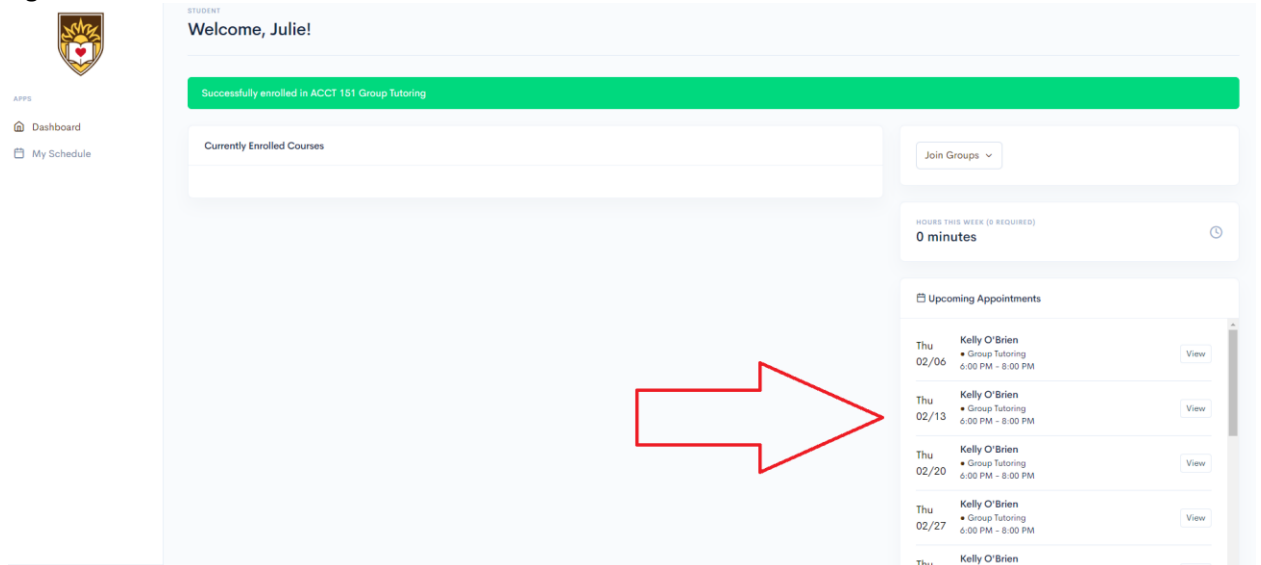 STUDENT
Welcome, Julie!
APPS
Dashboard
My Schedule
Successfully enrolled in ACCT 151 Group Tutoring
Currently Enrolled Courses
Join Groups
HOURS THIS WEEK (0 REQUIRED)
0 minutes
Upcoming Appointments
Thu
02/06
Kelly O'Brien
• Group Tutoring
6:00 PM - 8:00 PM
View
Thu
02/13
Kelly O'Brien
• Group Tutoring
6:00 PM - 8:00 PM
View
Thu
02/20
Kelly O'Brien
• Group Tutoring
6:00 PM - 8:00 PM
View
Thu
02/27
Kelly O'Brien
• Group Tutoring
6:00 PM - 8:00 PM
View
Thu
Kelly O'Brien